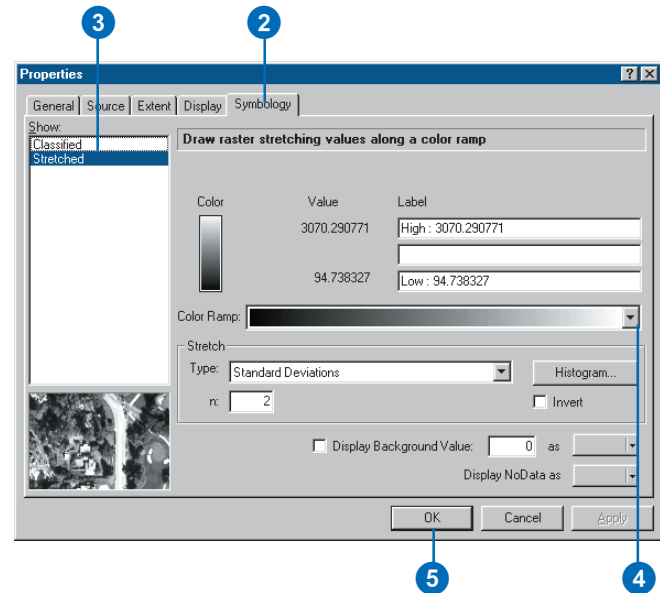 3 2
Properties
General Source Extent Display Symbology
Show:
Classified
Stretched
Draw raster stretching values along a color ramp
Color Value Label
3070.290771 High : 3070.290771
94.738327 Low : 94.738327
Color Ramp:
Stretch
Type: Standard Deviations Histogram...
n: 2 Invert
Display Background Value: 0 as
Display NoData as
OK Cancel Apply
5 4